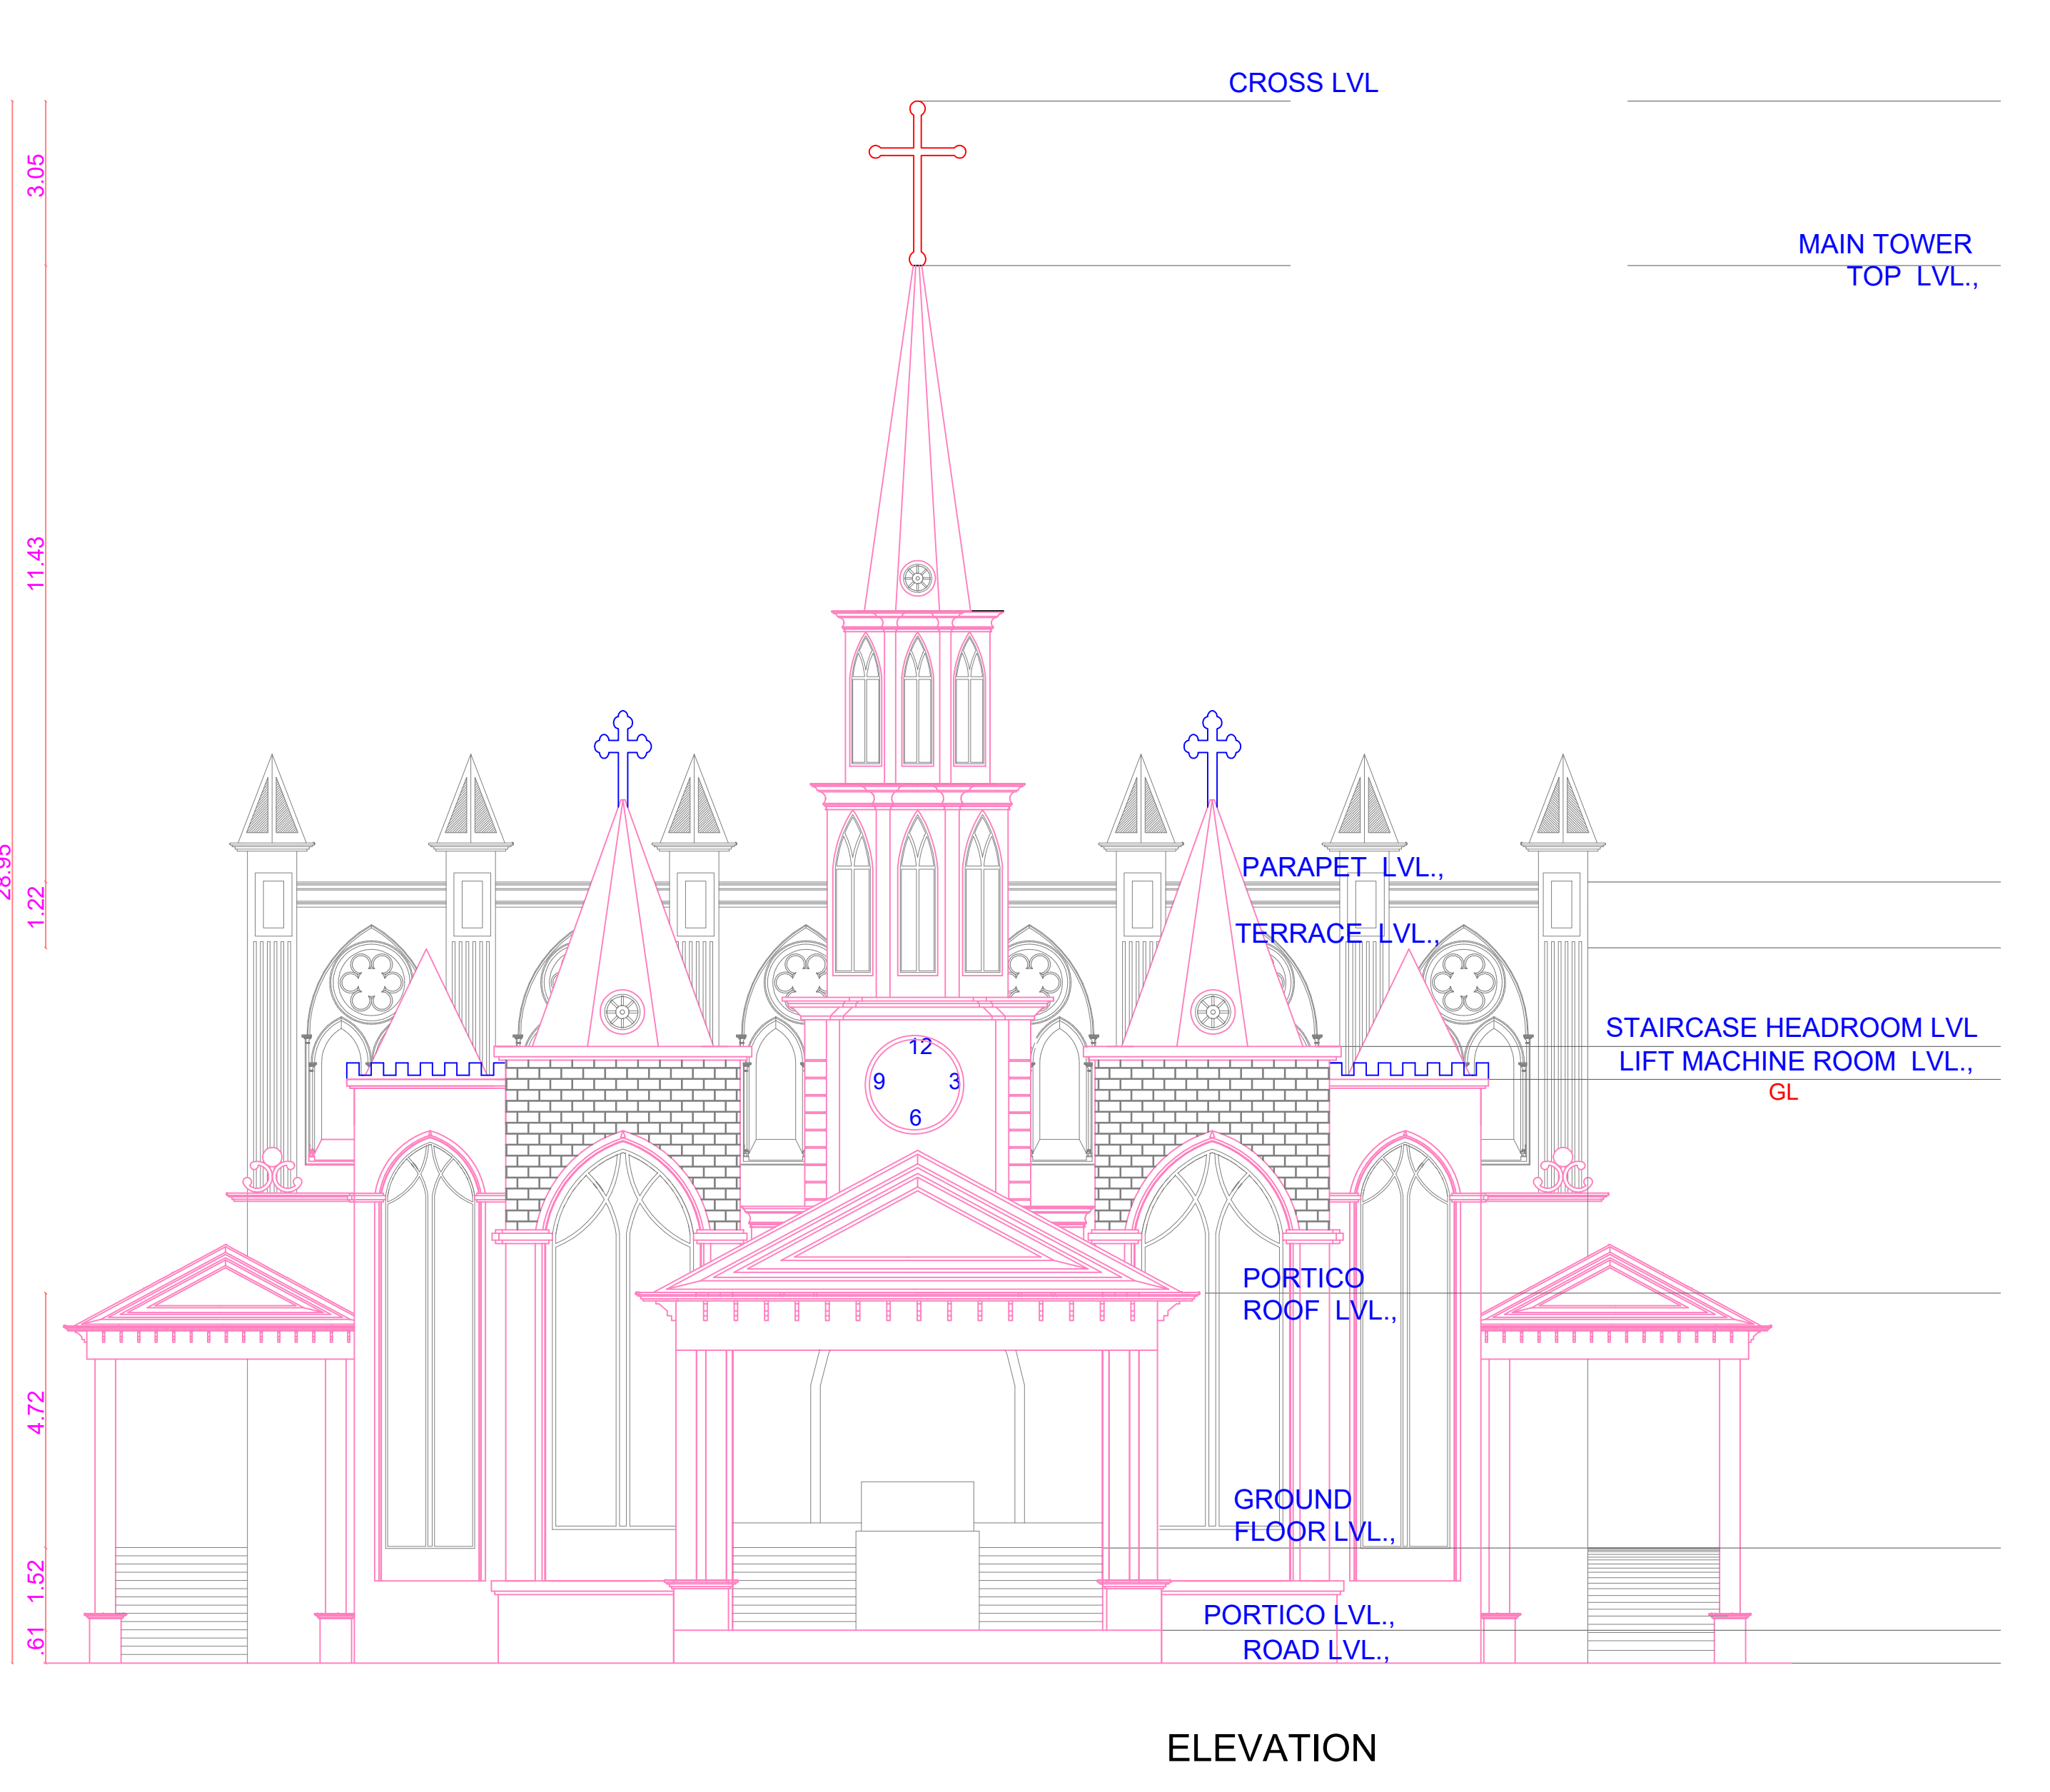 CROSS LVL
3.05
MAIN TOWER
TOP LVL.,
11.43
28.95
1.22
PARAPET LVL.,
TERRACE LVL.,
STAIRCASE HEADROOM LVL
LIFT MACHINE ROOM LVL.,
GL
12
9 3
6
PORTICO
ROOF LVL.,
4.72
GROUND
FLOOR LVL.,
1.52
PORTICO LVL.,
.61
ROAD LVL.,
ELEVATION